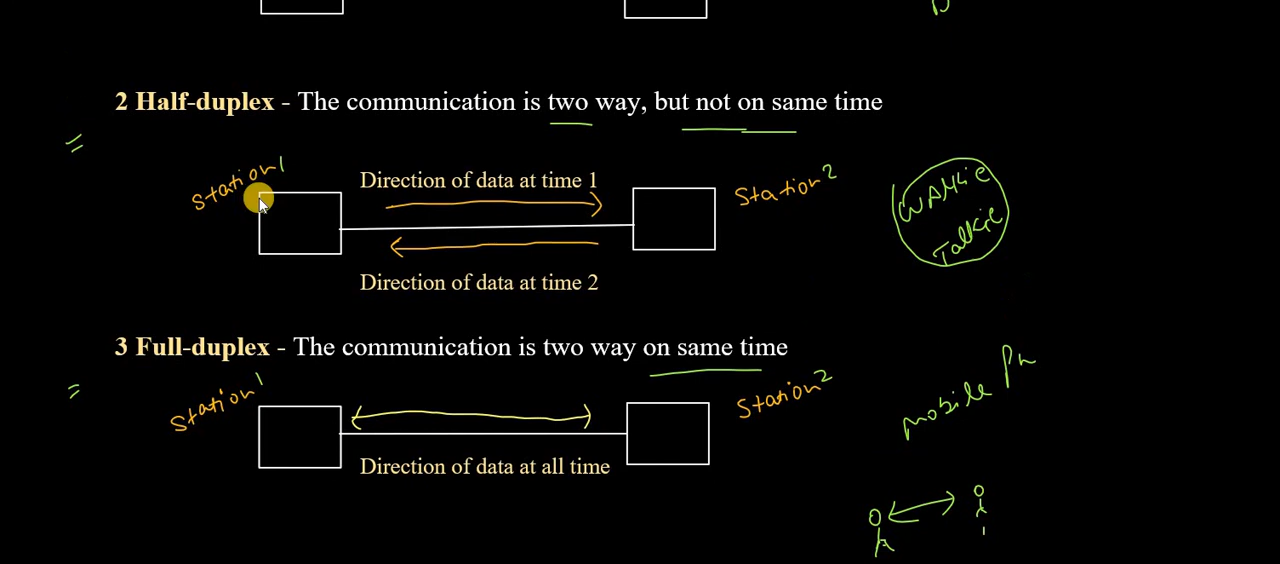 2 Half-duplex - The communication is two way, but not on same time
Station 1
Direction of data at time 1
Station 2
WAlkie
Talkie
Direction of data at time 2
3 Full-duplex - The communication is two way on same time
Station 1
Station 2
mobile Ph
Direction of data at all time